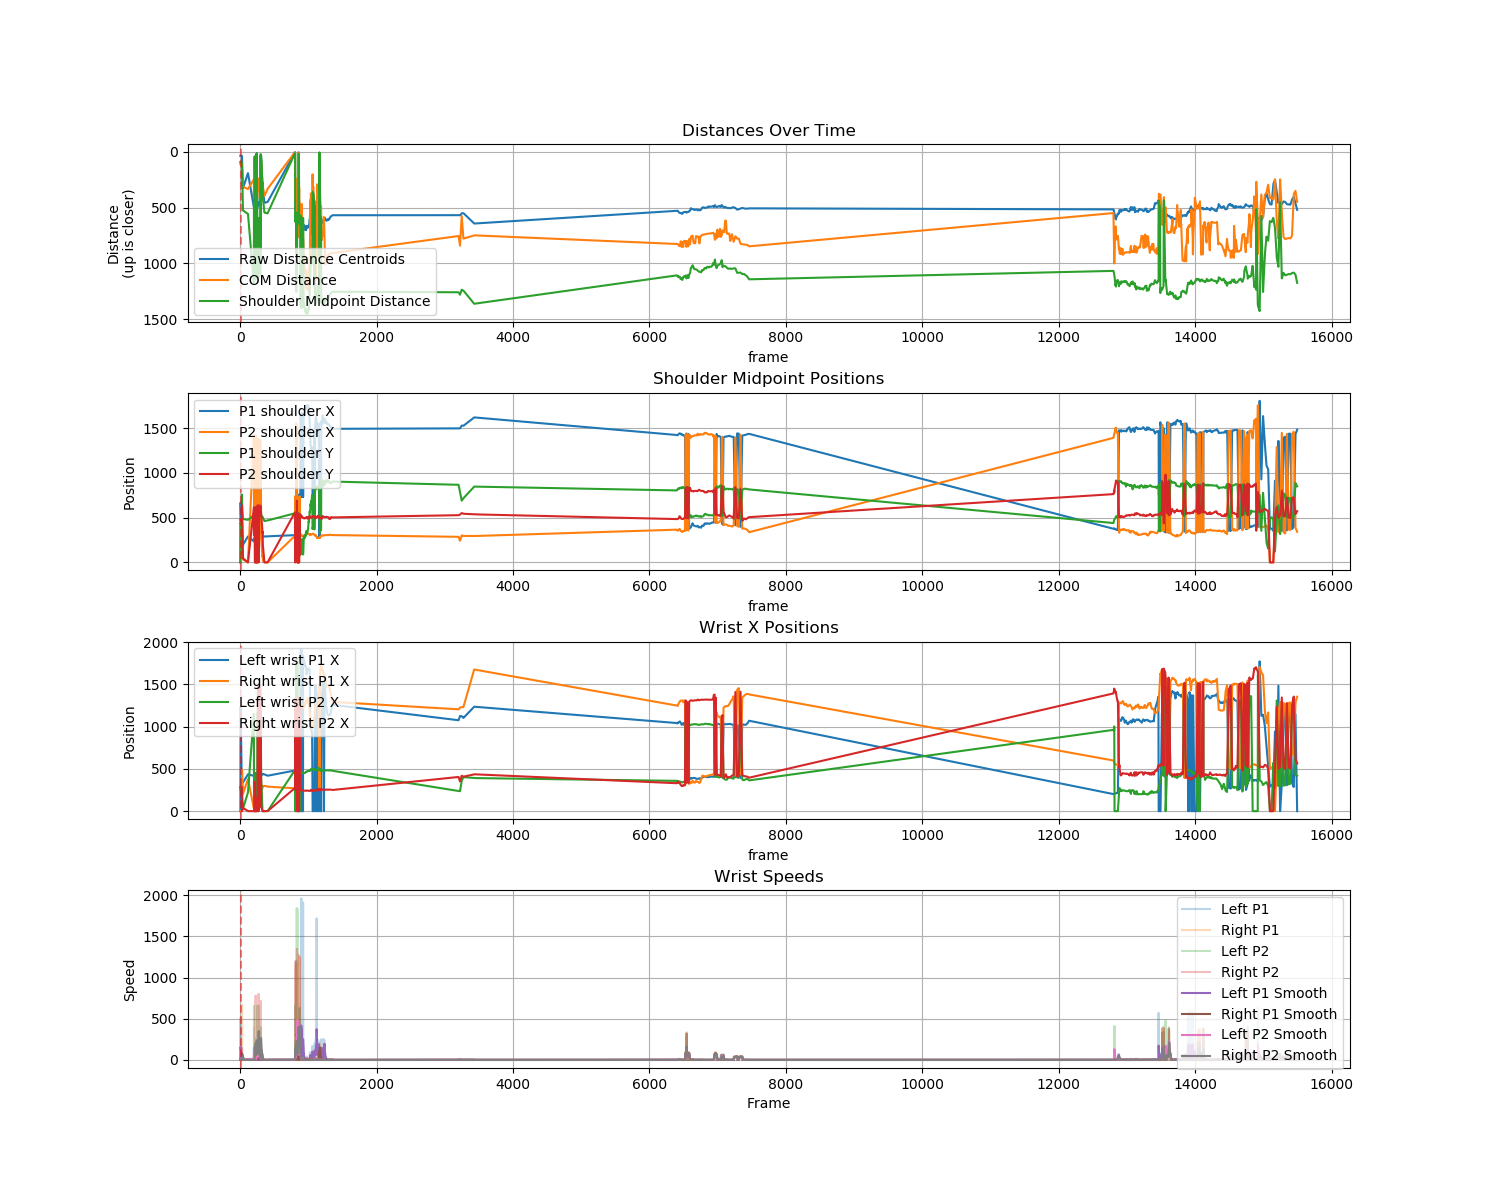 Distances Over Time
0
500
1000
1500
Distance
(up is closer)
Raw Distance Centroids
COM Distance
Shoulder Midpoint Distance
0 2000 4000 6000 8000 10000 12000 14000 16000
frame
Shoulder Midpoint Positions
1500
1000
500
0
Position
P1 shoulder X
P2 shoulder X
P1 shoulder Y
P2 shoulder Y
0 2000 4000 6000 8000 10000 12000 14000 16000
frame
Wrist X Positions
2000
1500
1000
500
0
Position
Left wrist P1 X
Right wrist P1 X
Left wrist P2 X
Right wrist P2 X
0 2000 4000 6000 8000 10000 12000 14000 16000
frame
Wrist Speeds
2000
1500
1000
500
0
Speed
Left P1
Right P1
Left P2
Right P2
Left P1 Smooth
Right P1 Smooth
Left P2 Smooth
Right P2 Smooth
0 2000 4000 6000 8000 10000 12000 14000 16000
Frame